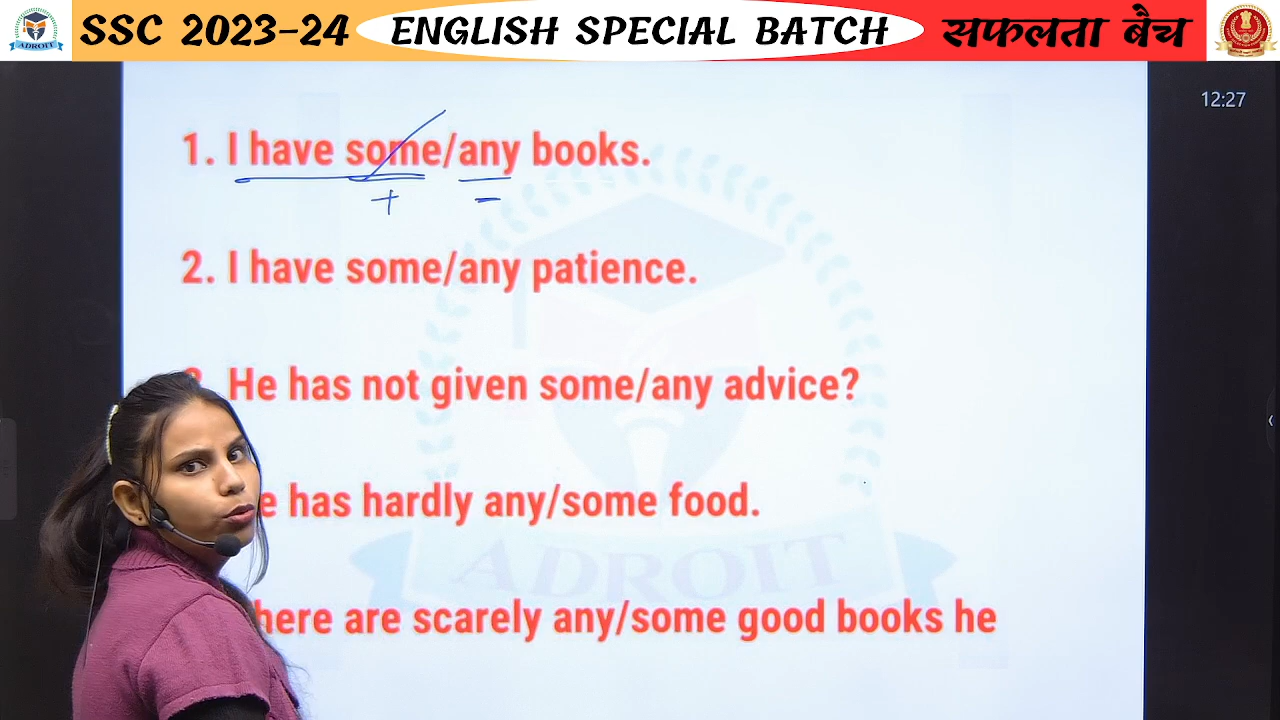 SSC 2023-24 ENGLISH SPECIAL BATCH सफलता बैच
ADROIT
12:27
1. I have some/any books.
+ -
2. I have some/any patience.
He has not given some/any advice?
e has hardly any/some food.
here are scarely any/some good books he
ADROIT